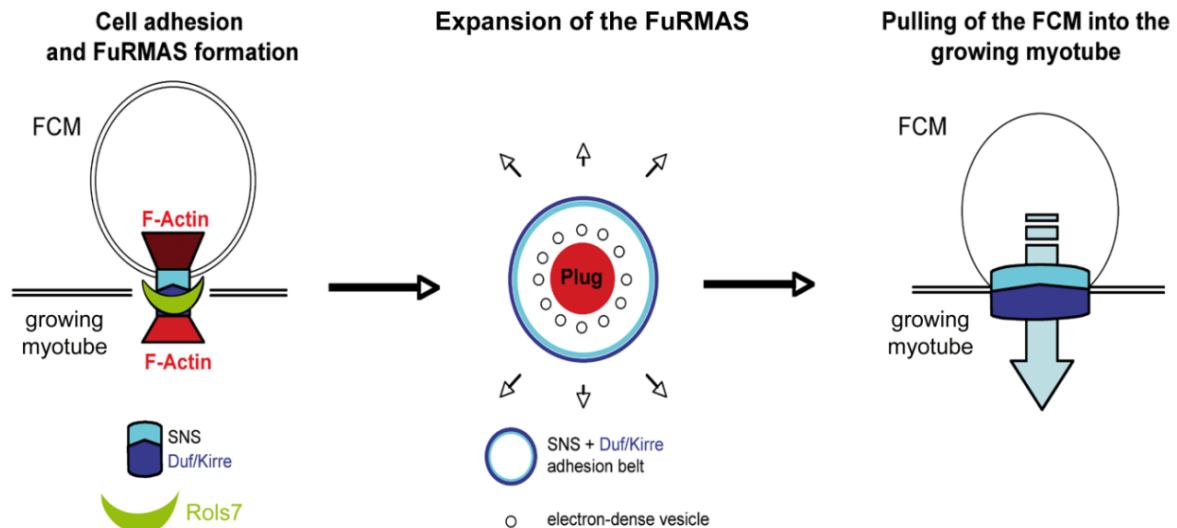 Cell adhesion
and FuRMAS formation
Expansion of the FuRMAS
Pulling of the FCM into the
growing myotube
FCM
F-Actin
growing
myotube
F-Actin
Plug
FCM
growing
myotube
SNS
Duf/Kirre
Rols7
SNS + Duf/Kirre
adhesion belt
electron-dense vesicle